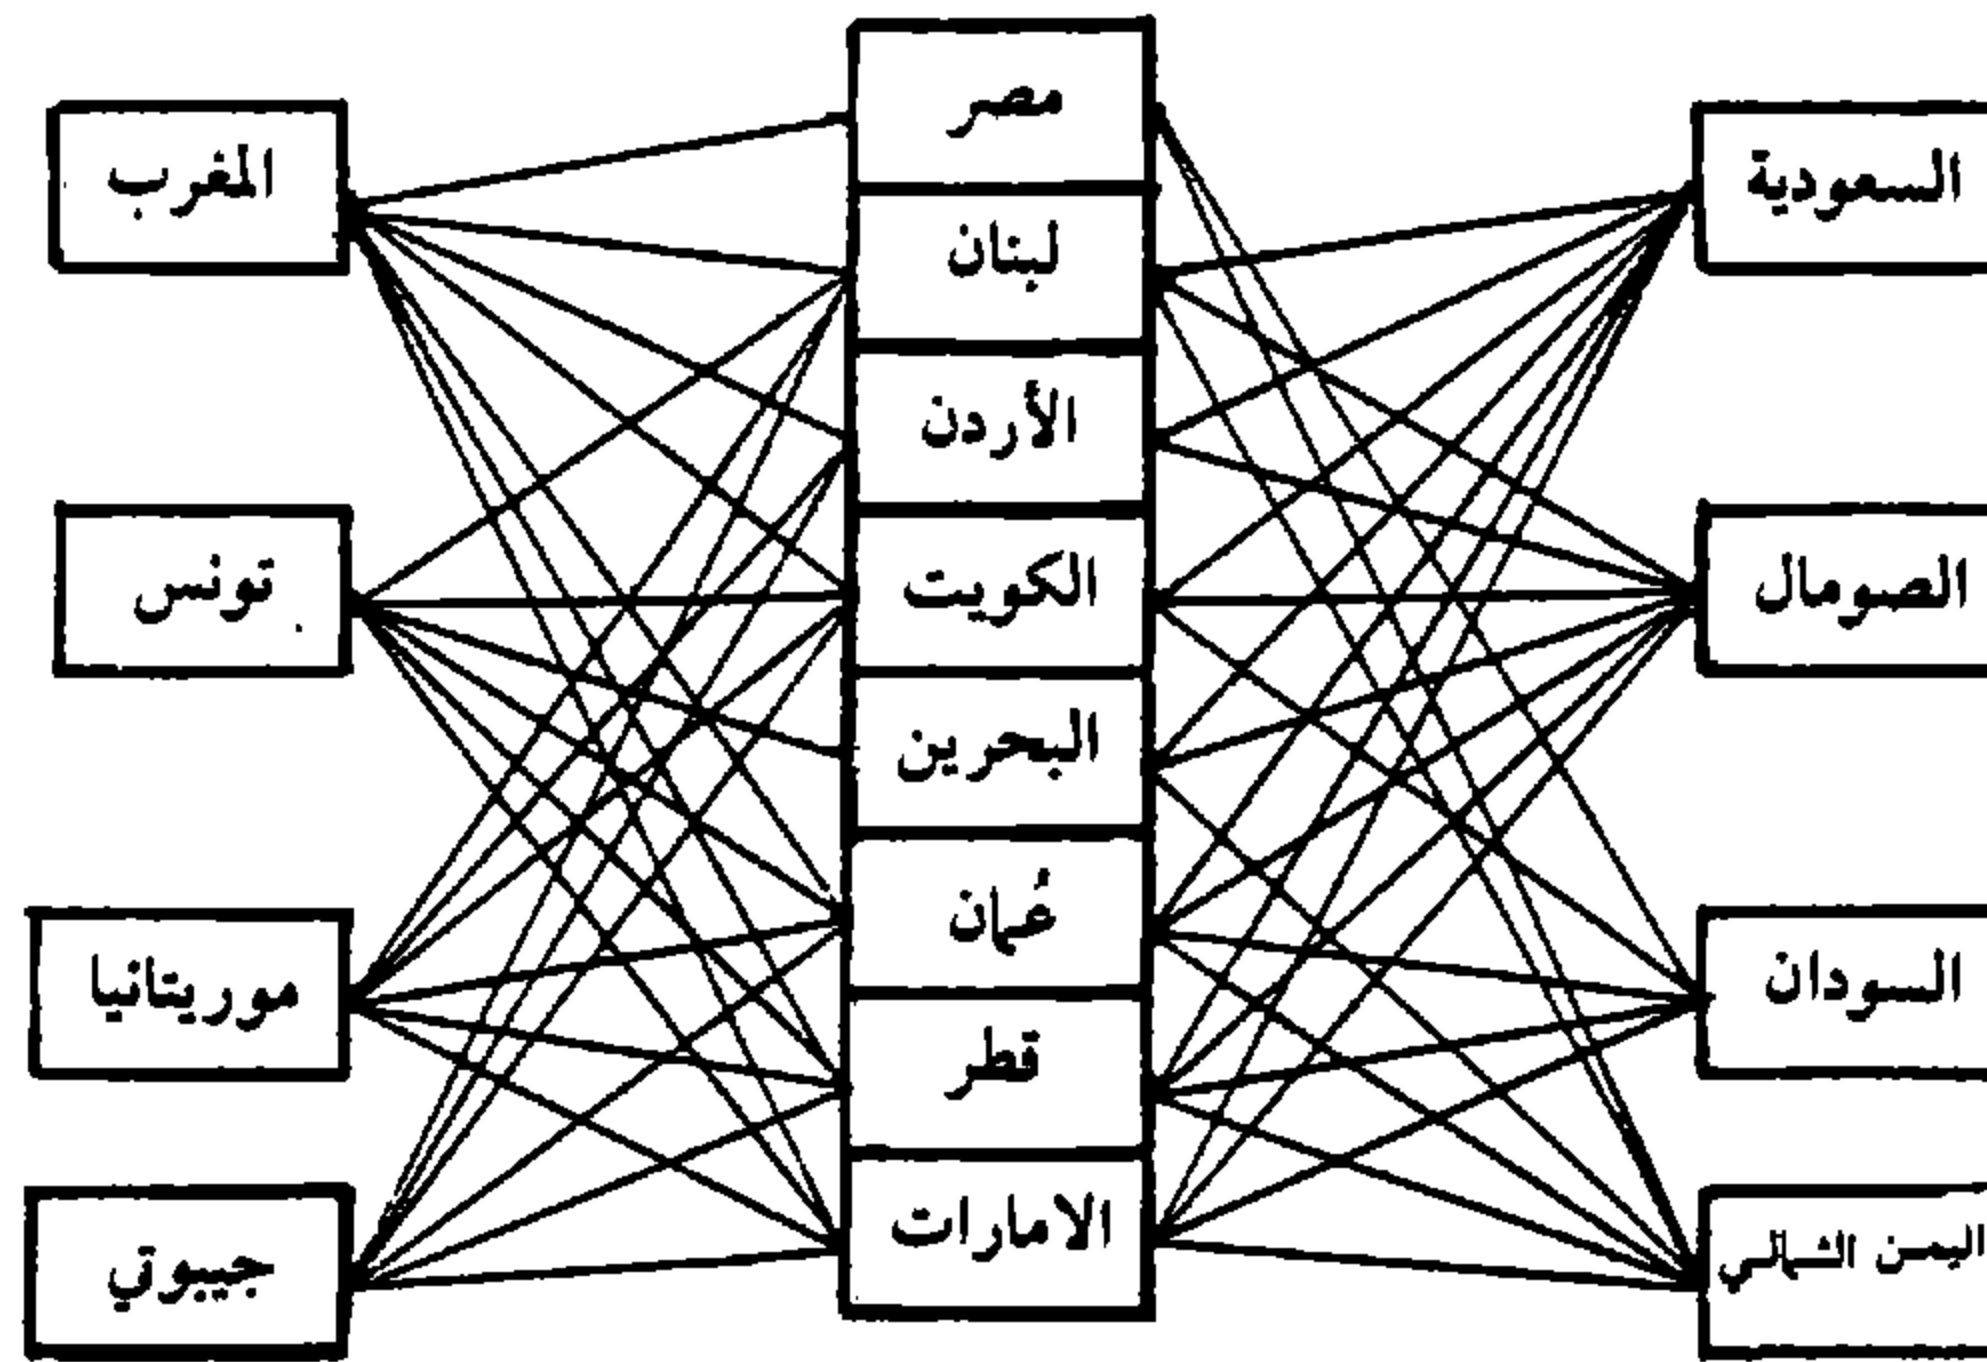 السعودية
الصومال
السودان
اليمن الشمالي
مصر
لبنان
الأردن
الكويت
البحرين
عُمان
قطر
الامارات
المغرب
تونس
موريتانيا
جيبوتي